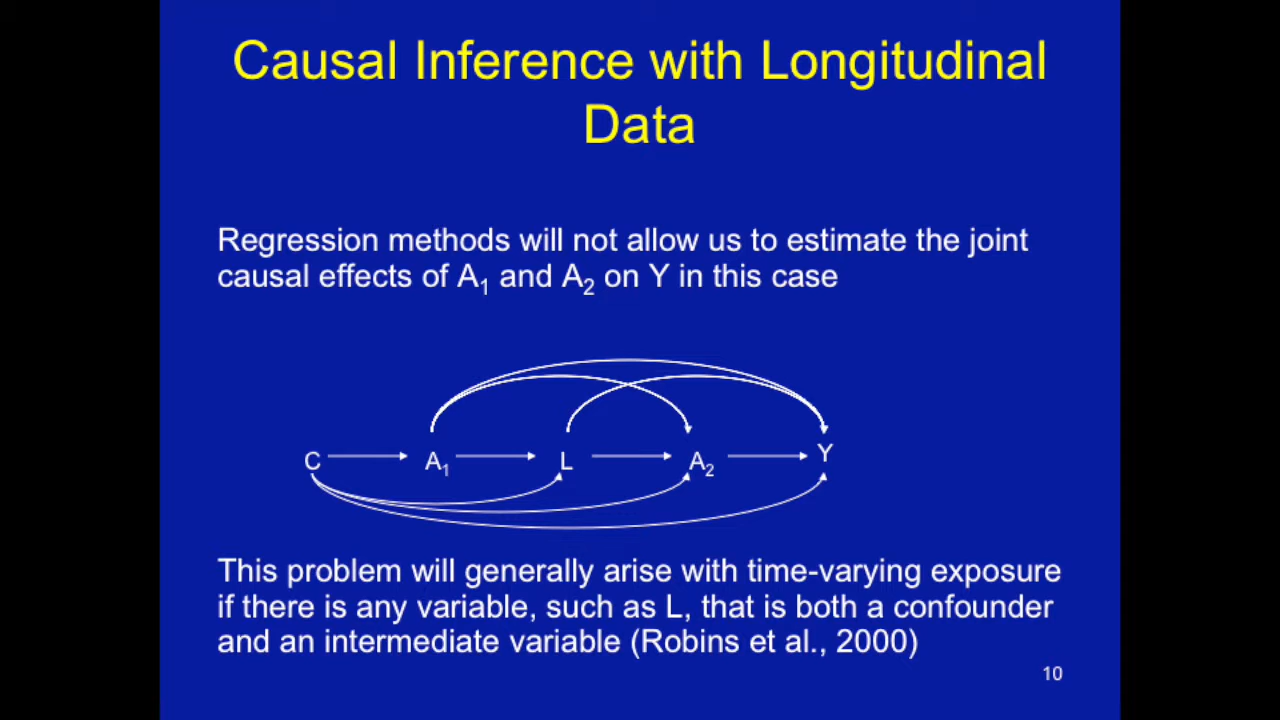 Causal Inference with Longitudinal
Data
Regression methods will not allow us to estimate the joint
causal effects of A₁ and A₂ on Y in this case
C A₁ L A₂ Y
This problem will generally arise with time-varying exposure
if there is any variable, such as L, that is both a confounder
and an intermediate variable (Robins et al., 2000)
10